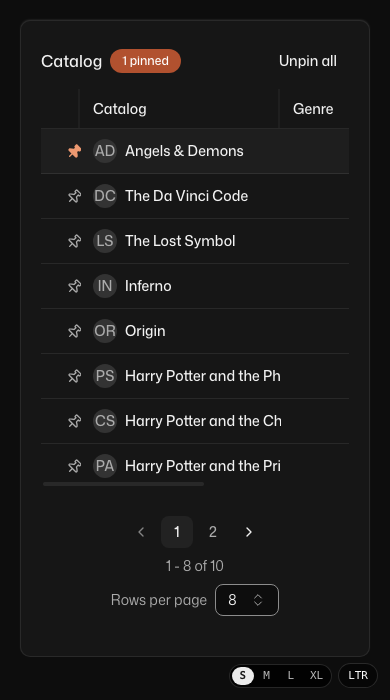 Catalog 1 pinned Unpin all
Catalog Genre
AD Angels & Demons
DC The Da Vinci Code
LS The Lost Symbol
IN Inferno
OR Origin
PS Harry Potter and the Ph
CS Harry Potter and the Ch
PA Harry Potter and the Pri
1 2
1 - 8 of 10
Rows per page 8
S M L XL LTR